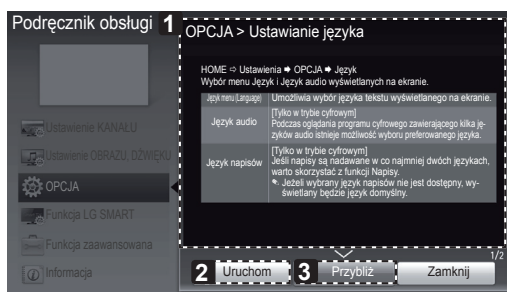 Podręcznik obsługi
1
OPCJA > Ustawianie języka
HOME ⇨ Ustawienia ➡ OPCJA ➡ Język
Wybór menu Język i Język audio wyświetlanych na ekranie.
Język menu (Language)
Umożliwia wybór języka tekstu wyświetlanego na ekranie.
Język audio
[Tylko w trybie cyfrowym]
Podczas oglądania programu cyfrowego zawierającego kilka ję-
zyków audio istnieje możliwość wyboru preferowanego języka.
Język napisów
[Tylko w trybie cyfrowym]
Jeśli napisy są nadawane w co najmniej dwóch językach,
warto skorzystać z funkcji Napisy.
Jeżeli wybrany język napisów nie jest dostępny, wy-
świetlany będzie język domyślny.
Ustawienie KANAŁU
Ustawienie OBRAZU, DŹWIĘKU
OPCJA
Funkcja LG SMART
Funkcja zaawansowana
Informacja
1/2
2
Uruchom
3
Przybliż
Zamknij